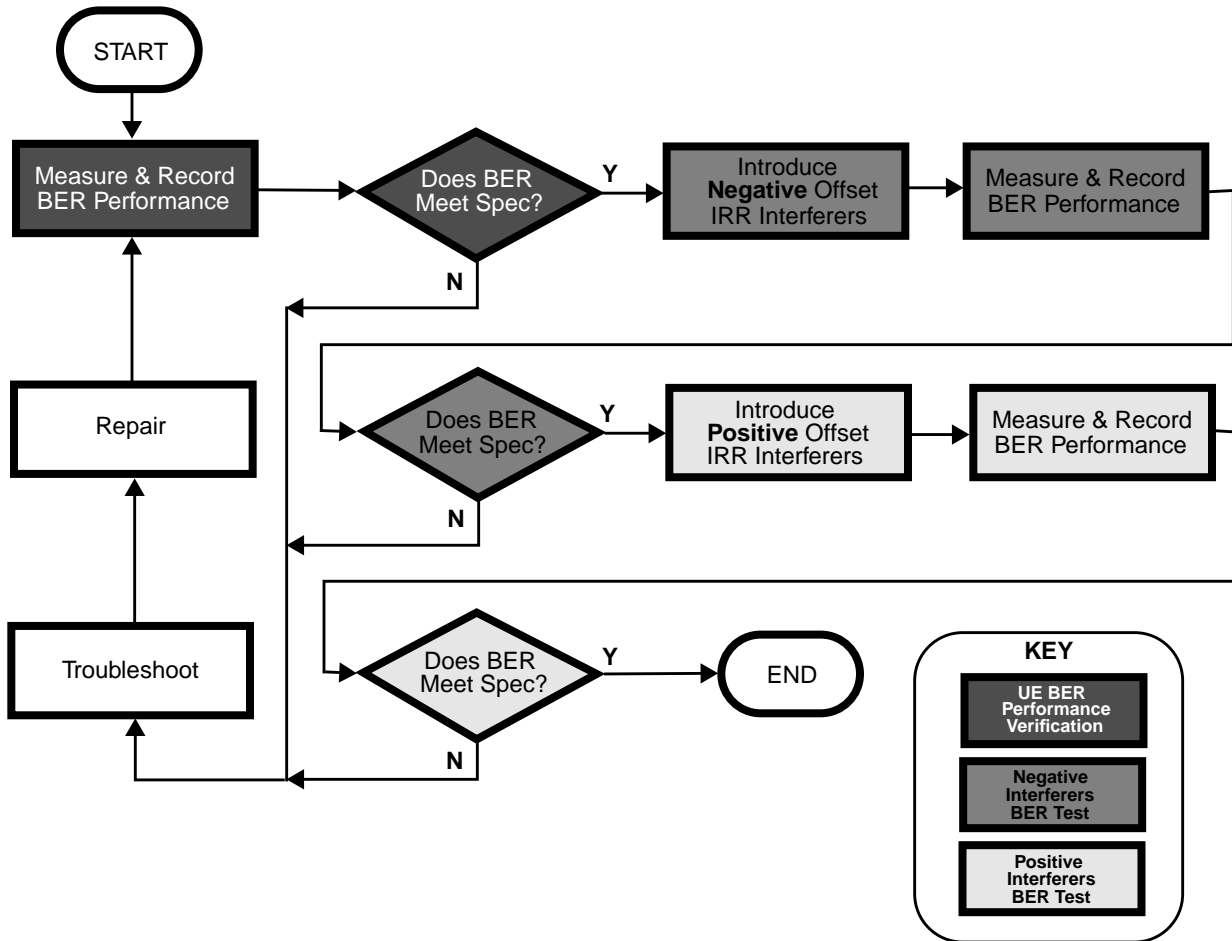 START
Measure & Record
BER Performance
Does BER
Meet Spec?
Y
N
Introduce
Negative Offset
IRR Interferers
Measure & Record
BER Performance
Repair
Does BER
Meet Spec?
Y
N
Introduce
Positive Offset
IRR Interferers
Measure & Record
BER Performance
Troubleshoot
Does BER
Meet Spec?
Y
N
END
KEY
UE BER
Performance
Verification
Negative
Interferers
BER Test
Positive
Interferers
BER Test